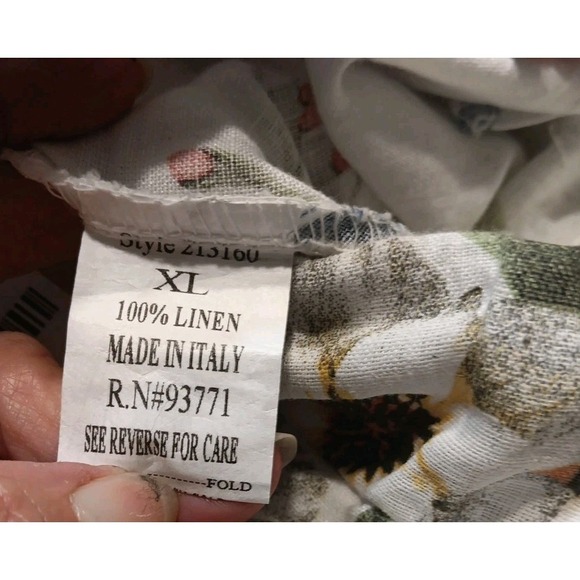 Style 213160
XL
100% LINEN
MADE IN ITALY
R.N#93771
SEE REVERSE FOR CARE
-----------FOLD